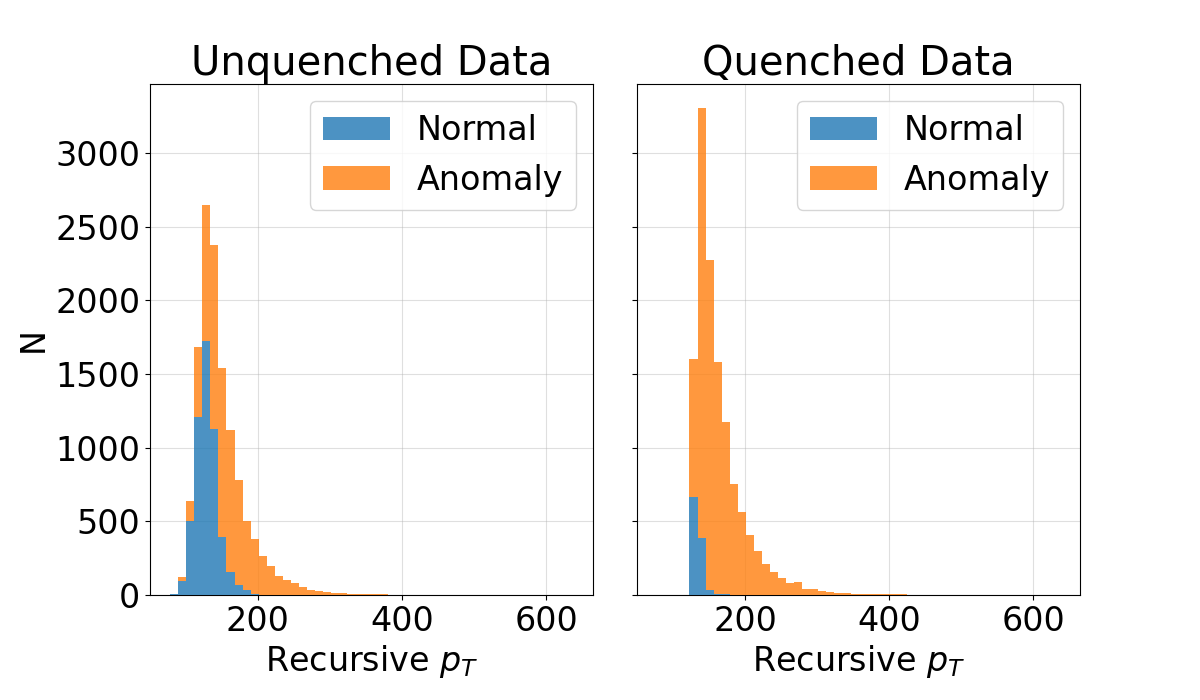 Unquenched Data
Quenched Data
Normal
Anomaly
Normal
Anomaly
3000
2500
2000
1500
1000
500
0
N
200 400 600
200 400 600
Recursive $p_T$
Recursive $p_T$